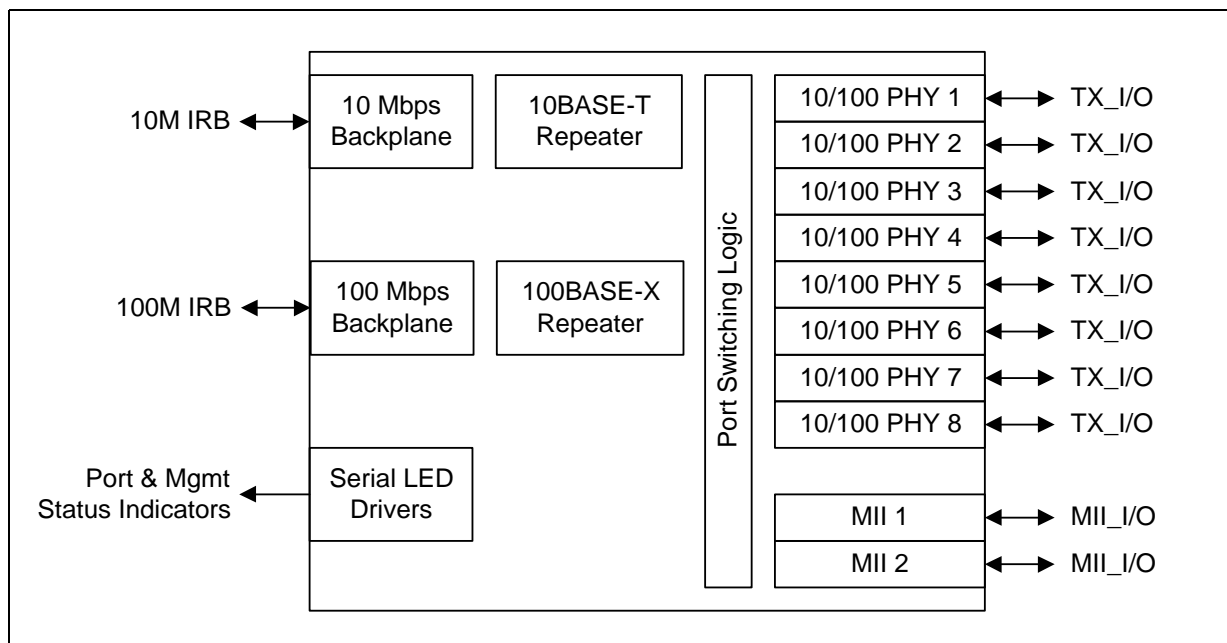 10M IRB
10 Mbps
Backplane
10BASE-T
Repeater
100M IRB
100 Mbps
Backplane
100BASE-X
Repeater
Port & Mgmt
Status Indicators
Serial LED
Drivers
Port Switching Logic
10/100 PHY 1
TX_I/O
10/100 PHY 2
TX_I/O
10/100 PHY 3
TX_I/O
10/100 PHY 4
TX_I/O
10/100 PHY 5
TX_I/O
10/100 PHY 6
TX_I/O
10/100 PHY 7
TX_I/O
10/100 PHY 8
TX_I/O
MII 1
MII_I/O
MII 2
MII_I/O